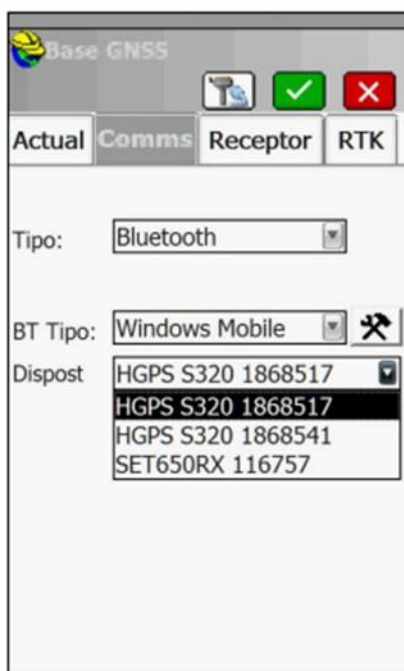 Base GNSS
Actual Comms Receptor RTK
Tipo: Bluetooth
BT Tipo: Windows Mobile
Dispost HGPS S320 1868517
HGPS S320 1868517
HGPS S320 1868541
SET650RX 116757